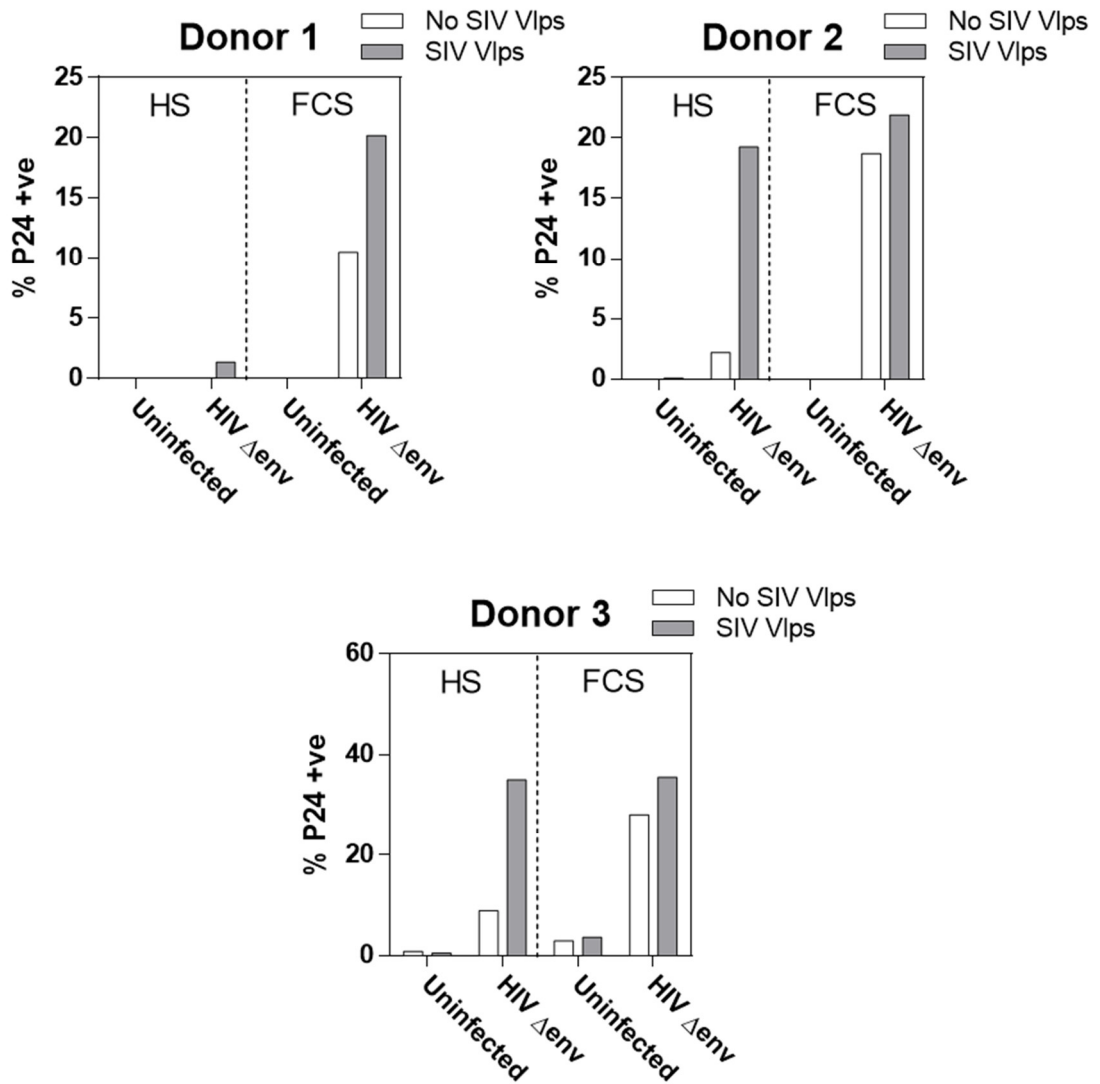 Donor 1
No SIV Vlps
SIV Vlps
25
20
15
10
5
0
% P24 +ve
HS
FCS
Uninfected
HIV Δenv
Uninfected
HIV Δenv
Donor 2
No SIV Vlps
SIV Vlps
25
20
15
10
5
0
% P24 +ve
HS
FCS
Uninfected
HIV Δenv
Uninfected
HIV Δenv
Donor 3
No SIV Vlps
SIV Vlps
60
40
20
0
% P24 +ve
HS
FCS
Uninfected
HIV Δenv
Uninfected
HIV Δenv